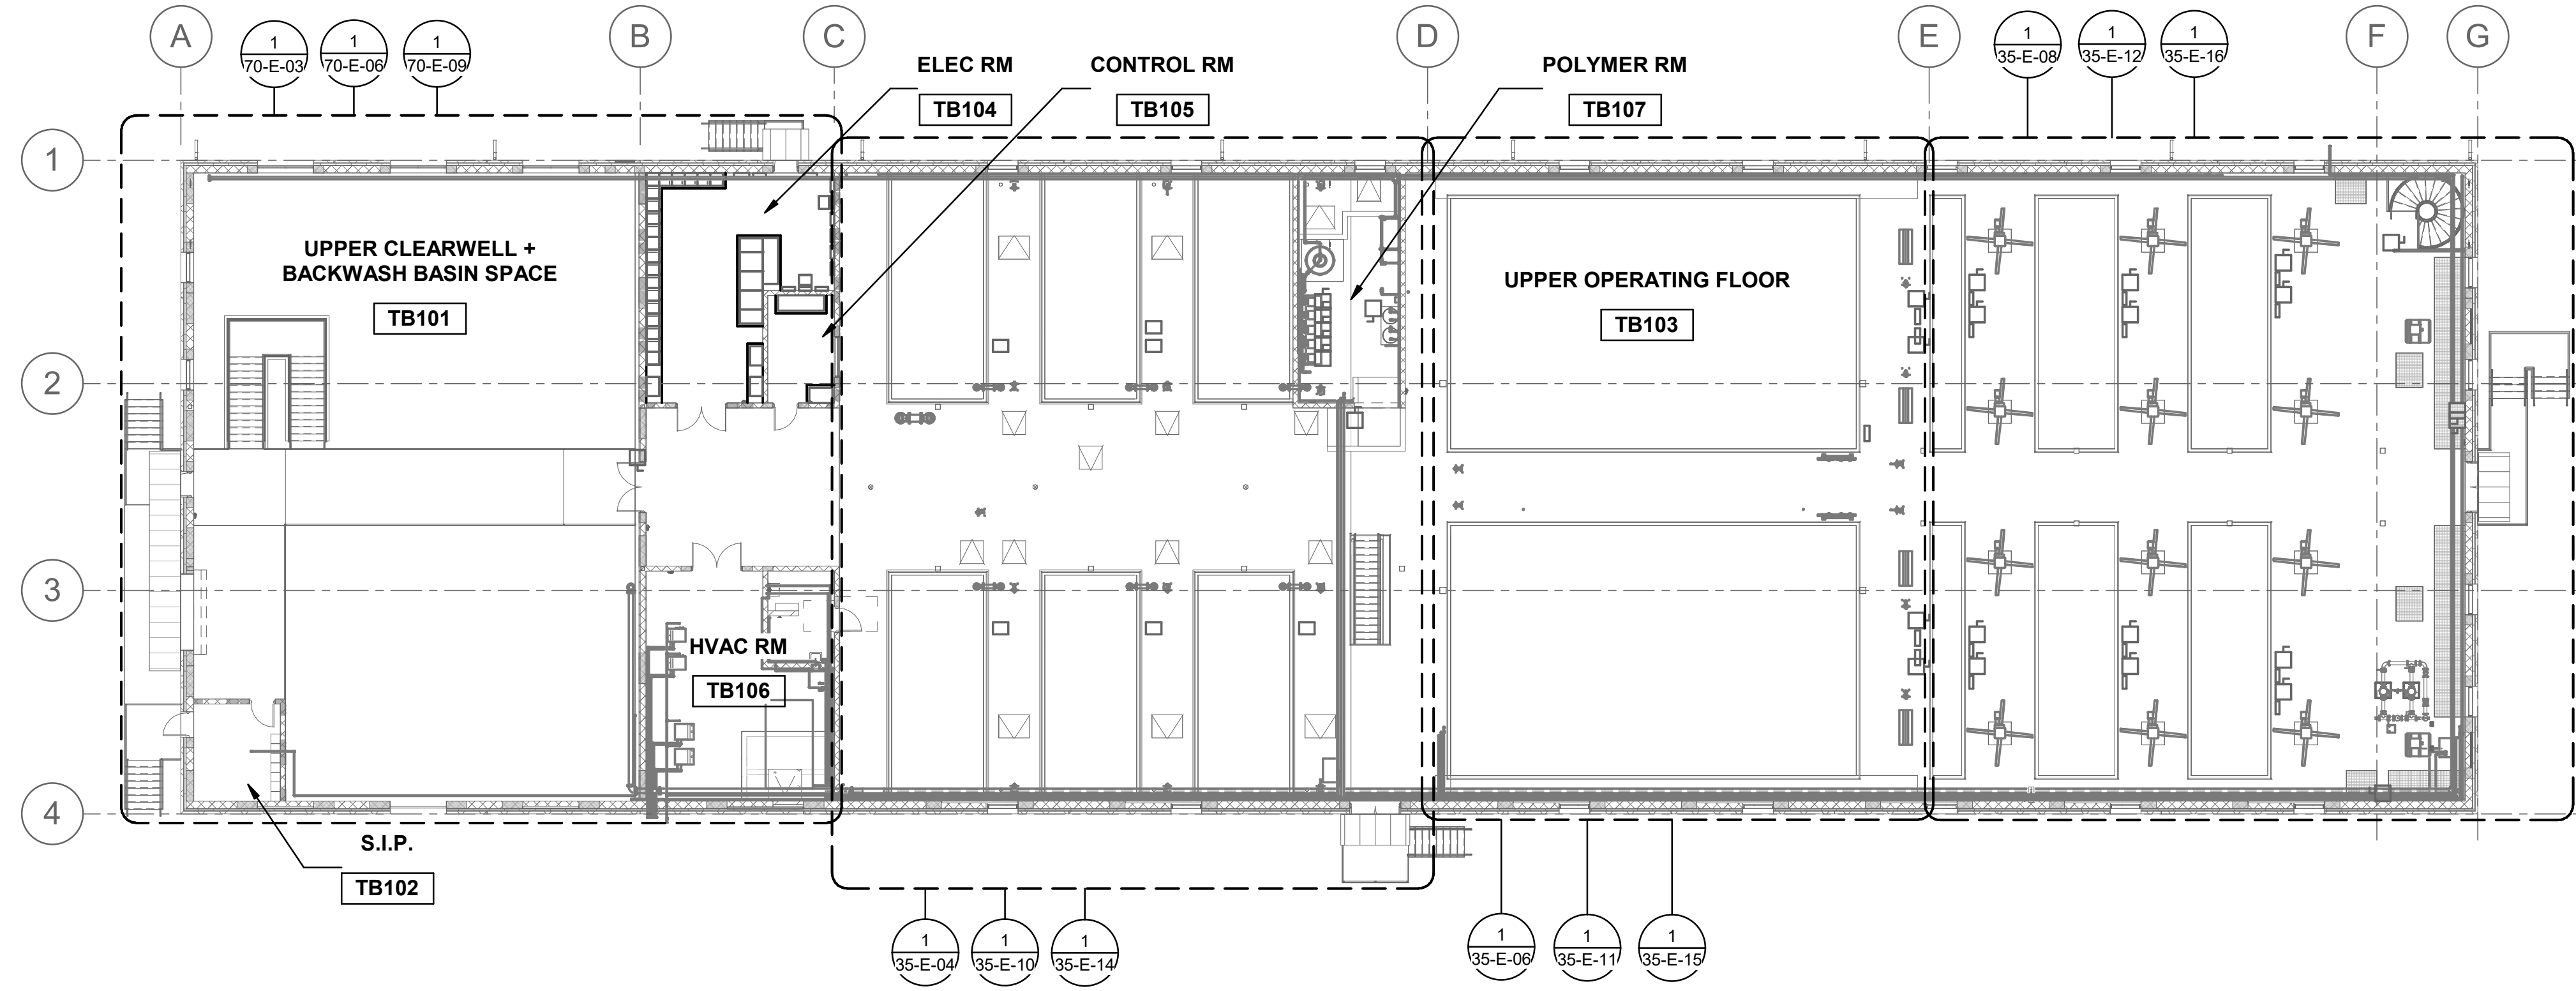 A
B
C
D
E
F
G
1
70-E-03
1
70-E-06
1
70-E-09
1
35-E-08
1
35-E-12
1
35-E-16
ELEC RM
TB104
CONTROL RM
TB105
POLYMER RM
TB107
1
2
3
4
UPPER CLEARWELL +
BACKWASH BASIN SPACE
TB101
UPPER OPERATING FLOOR
TB103
HVAC RM
TB106
S.I.P.
TB102
1
35-E-04
1
35-E-10
1
35-E-14
1
35-E-06
1
35-E-11
1
35-E-15